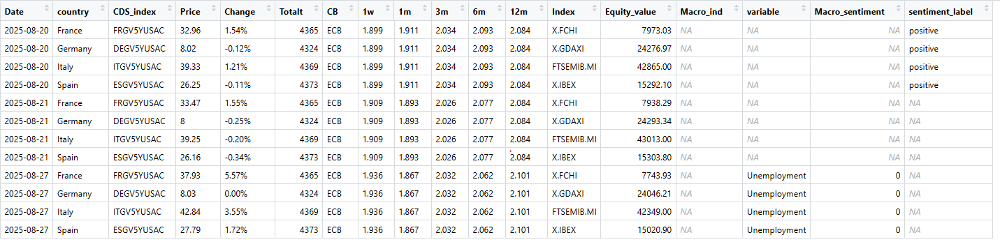 Date country CDS_index Price Change Totalt CB 1w 1m 3m 6m 12m Index Equity_value Macro_ind variable Macro_sentiment sentiment_label
2025-08-20 France FRGV5YUSAC 32.96 1.54% 4365 ECB 1.899 1.911 2.034 2.093 2.084 X.FCHI 7973.03 NA NA NA positive
2025-08-20 Germany DEGV5YUSAC 8.02 -0.12% 4324 ECB 1.899 1.911 2.034 2.093 2.084 X.GDAXI 24276.97 NA NA NA positive
2025-08-20 Italy ITGV5YUSAC 39.33 1.21% 4369 ECB 1.899 1.911 2.034 2.093 2.084 FTSEMIB.MI 42865.00 NA NA NA positive
2025-08-20 Spain ESGV5YUSAC 26.25 -0.11% 4373 ECB 1.899 1.911 2.034 2.093 2.084 X.IBEX 15292.10 NA NA NA positive
2025-08-21 France FRGV5YUSAC 33.47 1.55% 4365 ECB 1.909 1.893 2.026 2.077 2.084 X.FCHI 7938.29 NA NA NA NA
2025-08-21 Germany DEGV5YUSAC 8 -0.25% 4324 ECB 1.909 1.893 2.026 2.077 2.084 X.GDAXI 24293.34 NA NA NA NA
2025-08-21 Italy ITGV5YUSAC 39.25 -0.20% 4369 ECB 1.909 1.893 2.026 2.077 2.084 FTSEMIB.MI 43013.00 NA NA NA NA
2025-08-21 Spain ESGV5YUSAC 26.16 -0.34% 4373 ECB 1.909 1.893 2.026 2.077 2.084 X.IBEX 15303.80 NA NA NA NA
2025-08-27 France FRGV5YUSAC 37.93 5.57% 4365 ECB 1.936 1.867 2.032 2.062 2.101 X.FCHI 7743.93 NA Unemployment 0 NA
2025-08-27 Germany DEGV5YUSAC 8.03 0.00% 4324 ECB 1.936 1.867 2.032 2.062 2.101 X.GDAXI 24046.21 NA Unemployment 0 NA
2025-08-27 Italy ITGV5YUSAC 42.84 3.55% 4369 ECB 1.936 1.867 2.032 2.062 2.101 FTSEMIB.MI 42349.00 NA Unemployment 0 NA
2025-08-27 Spain ESGV5YUSAC 27.79 1.72% 4373 ECB 1.936 1.867 2.032 2.062 2.101 X.IBEX 15020.90 NA Unemployment 0 NA